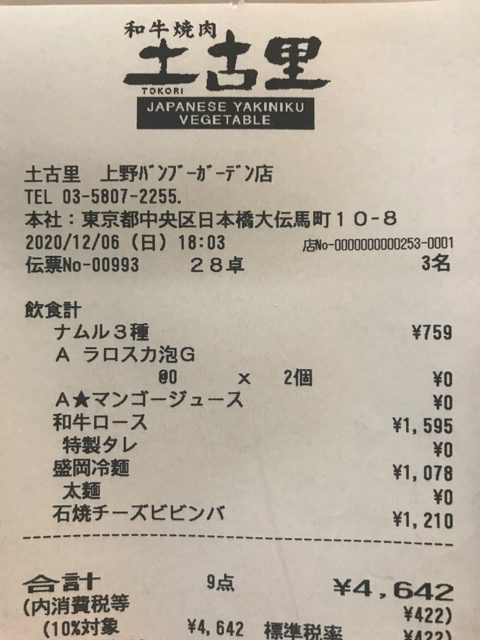 和牛焼肉
土古里
TOKORI
JAPANESE YAKINIKU
VEGETABLE
土古里 上野ﾊﾞﾝﾌﾞｰｶﾞｰﾃﾞﾝ店
TEL 03-5807-2255.
本社：東京都中央区日本橋大伝馬町１０-８
2020/12/06 (日) 18:03 店No-0000000000253-0001
伝票No-00993 ２８卓 3名
飲食計
ナムル３種 ¥759
Ａ ラロスカ泡Ｇ
@0 x 2個 ¥0
Ａ★マンゴージュース ¥0
和牛ロース ¥1,595
特製タレ ¥0
盛岡冷麺 ¥1,078
太麺 ¥0
石焼チーズビビンバ ¥1,210
合計 9点 ¥4,642
(内消費税等 ¥422)
(10%対象 ¥4,642 標準税率 ¥422)